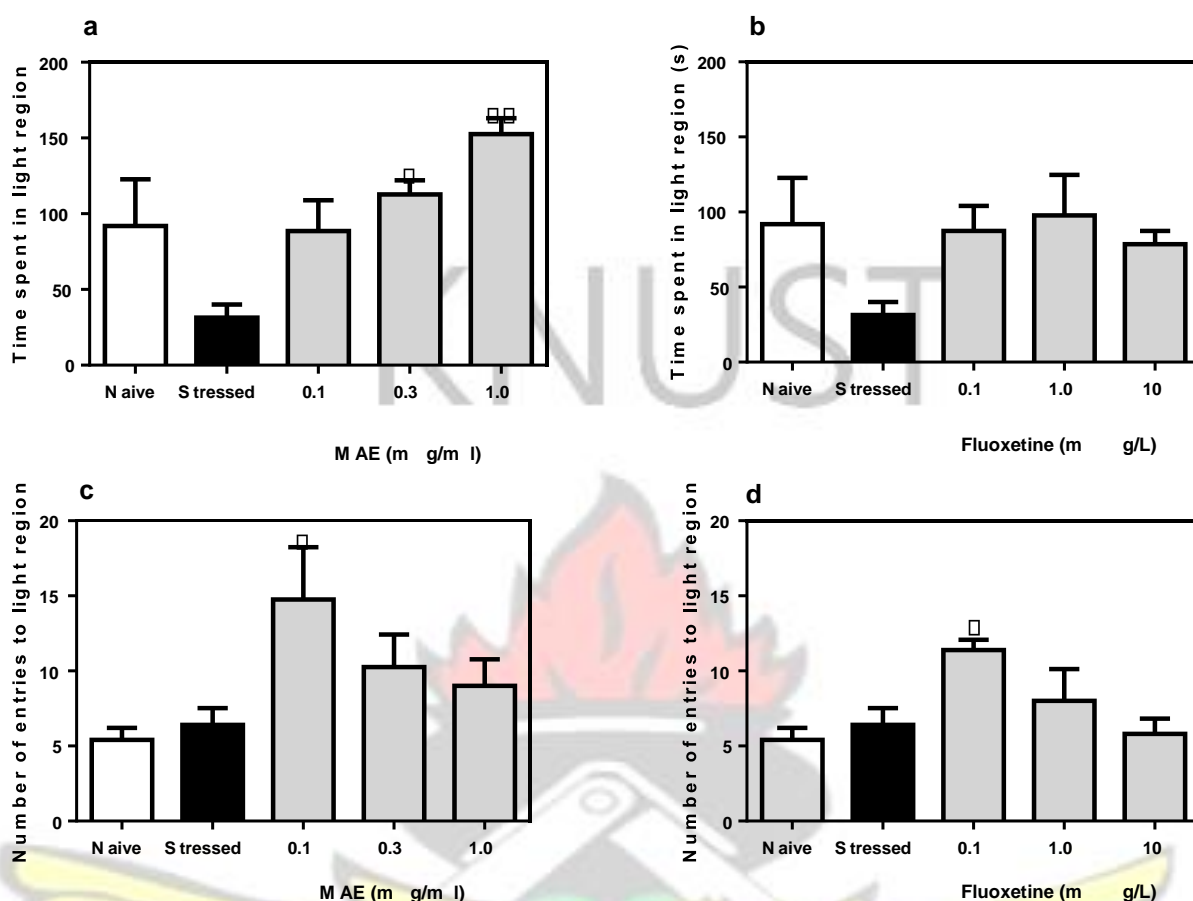 a
Time spent in light region
200
150
100
50
0
□
□□
Naive Stressed 0.1 0.3 1.0
MAE (m g/ml)
b
Time spent in light region (s)
200
150
100
50
0
Naive Stressed 0.1 1.0 10
Fluoxetine (m g/L)
KNUST
c
Number of entries to light region
20
15
10
5
0
□
Naive Stressed 0.1 0.3 1.0
MAE (m g/ml)
d
Number of entries to light region
20
15
10
5
0
□
Naive Stressed 0.1 1.0 10
Fluoxetine (m g/L)